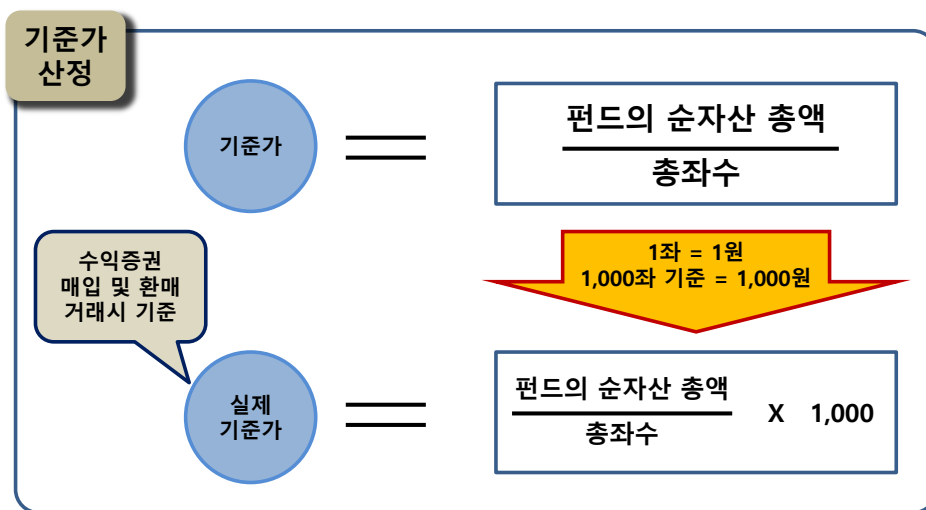 기준가
산정
기준가
펀드의 순자산 총액
총좌수
수익증권
매입 및 환매
거래시 기준
1좌 = 1원
1,000좌 기준 = 1,000원
실제
기준가
펀드의 순자산 총액
총좌수
X 1,000